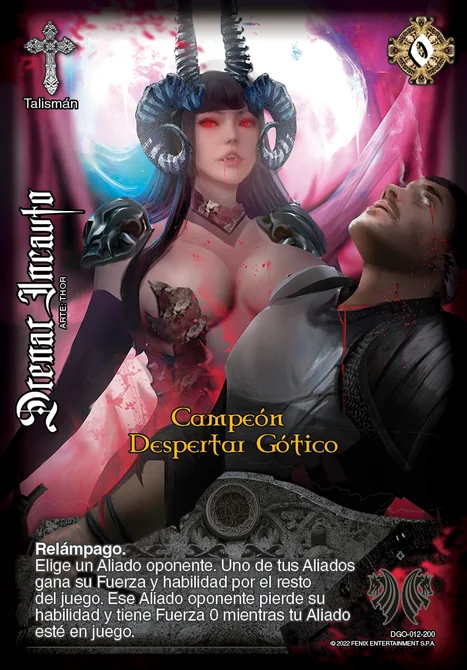 0
Talismán
Drenar Incauto
ARTE: THOR
Campeón
Despertar Gótico
Relámpago.
Elige un Aliado oponente. Uno de tus Aliados
gana su Fuerza y habilidad por el resto
del juego. Ese Aliado oponente pierde su
habilidad y tiene Fuerza 0 mientras tu Aliado
esté en juego.
DGO-012-200
© 2022 FENIX ENTERTAINMENT S.P.A.